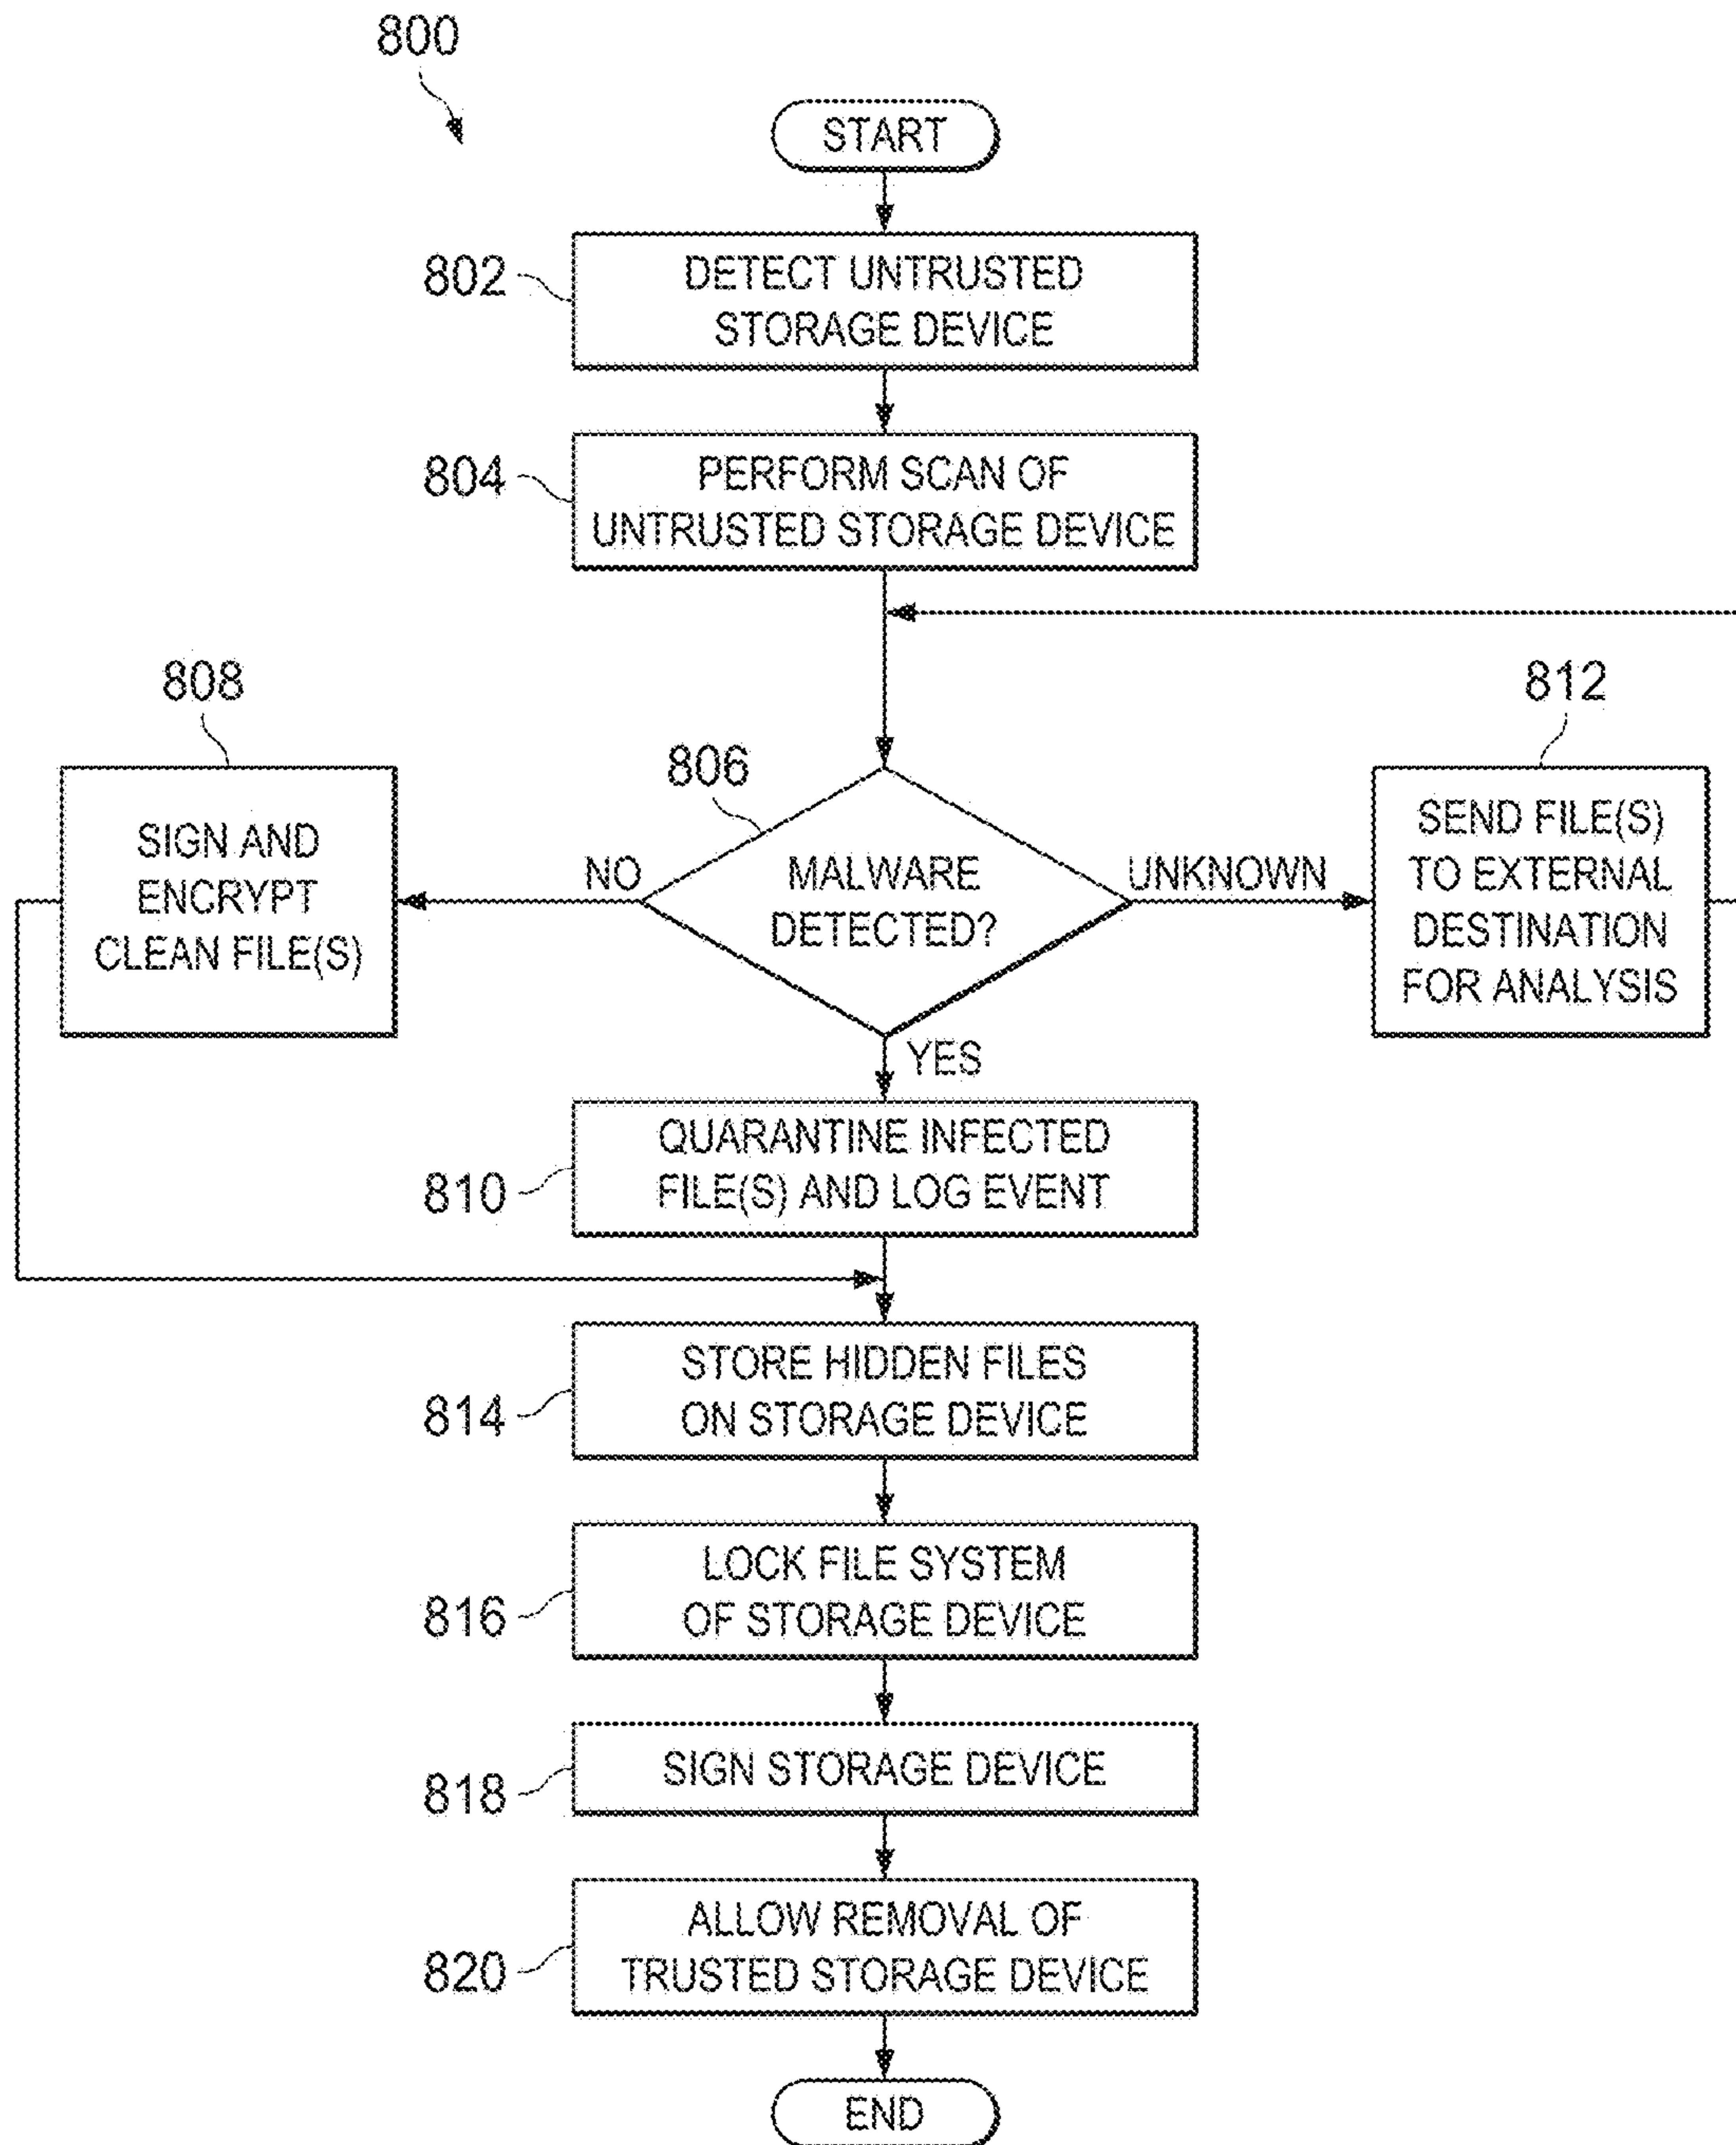 800
START
802
DETECT UNTRUSTED
STORAGE DEVICE
804
PERFORM SCAN OF
UNTRUSTED STORAGE DEVICE
808
SIGN AND
ENCRYPT
CLEAN FILE(S)
NO
806
MALWARE
DETECTED?
UNKNOWN
812
SEND FILE(S)
TO EXTERNAL
DESTINATION
FOR ANALYSIS
YES
810
QUARANTINE INFECTED
FILE(S) AND LOG EVENT
814
STORE HIDDEN FILES
ON STORAGE DEVICE
816
LOCK FILE SYSTEM
OF STORAGE DEVICE
818
SIGN STORAGE DEVICE
820
ALLOW REMOVAL OF
TRUSTED STORAGE DEVICE
END